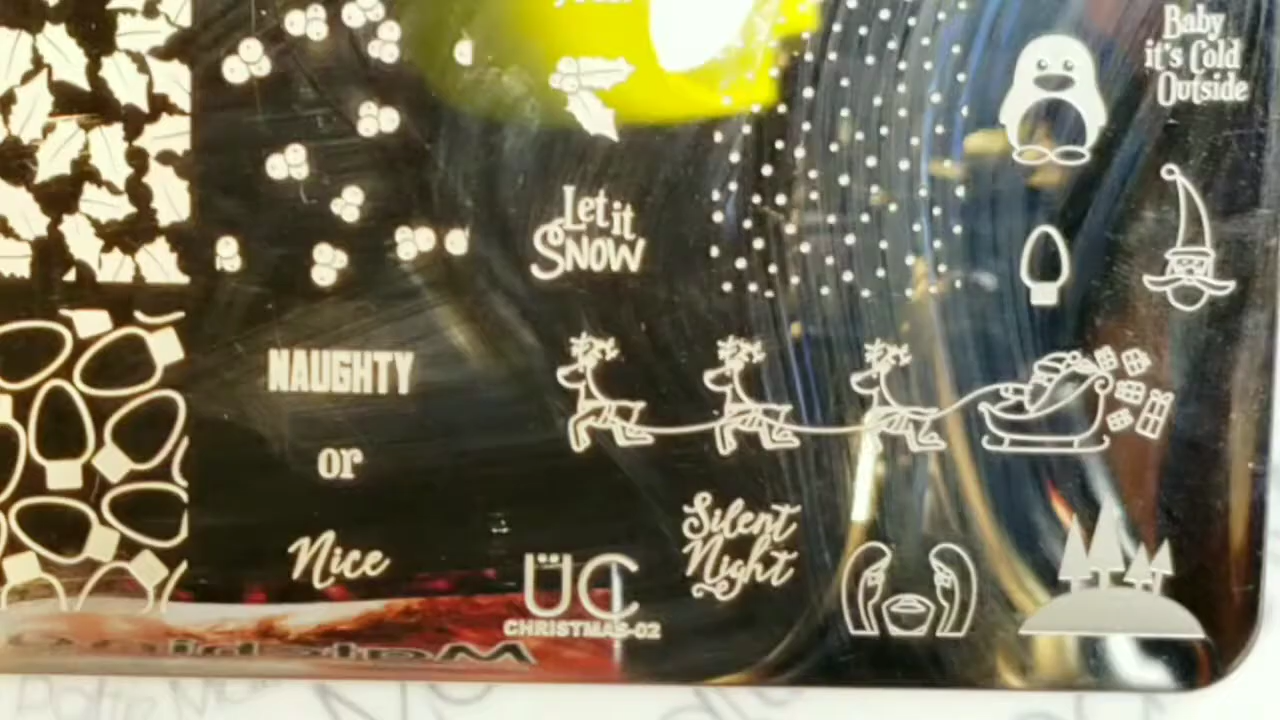 Baby
it's Cold
Outside
Let it
SNOW
NAUGHTY
or
Nice
Silent
Night
ÜC
CHRISTMAS-02